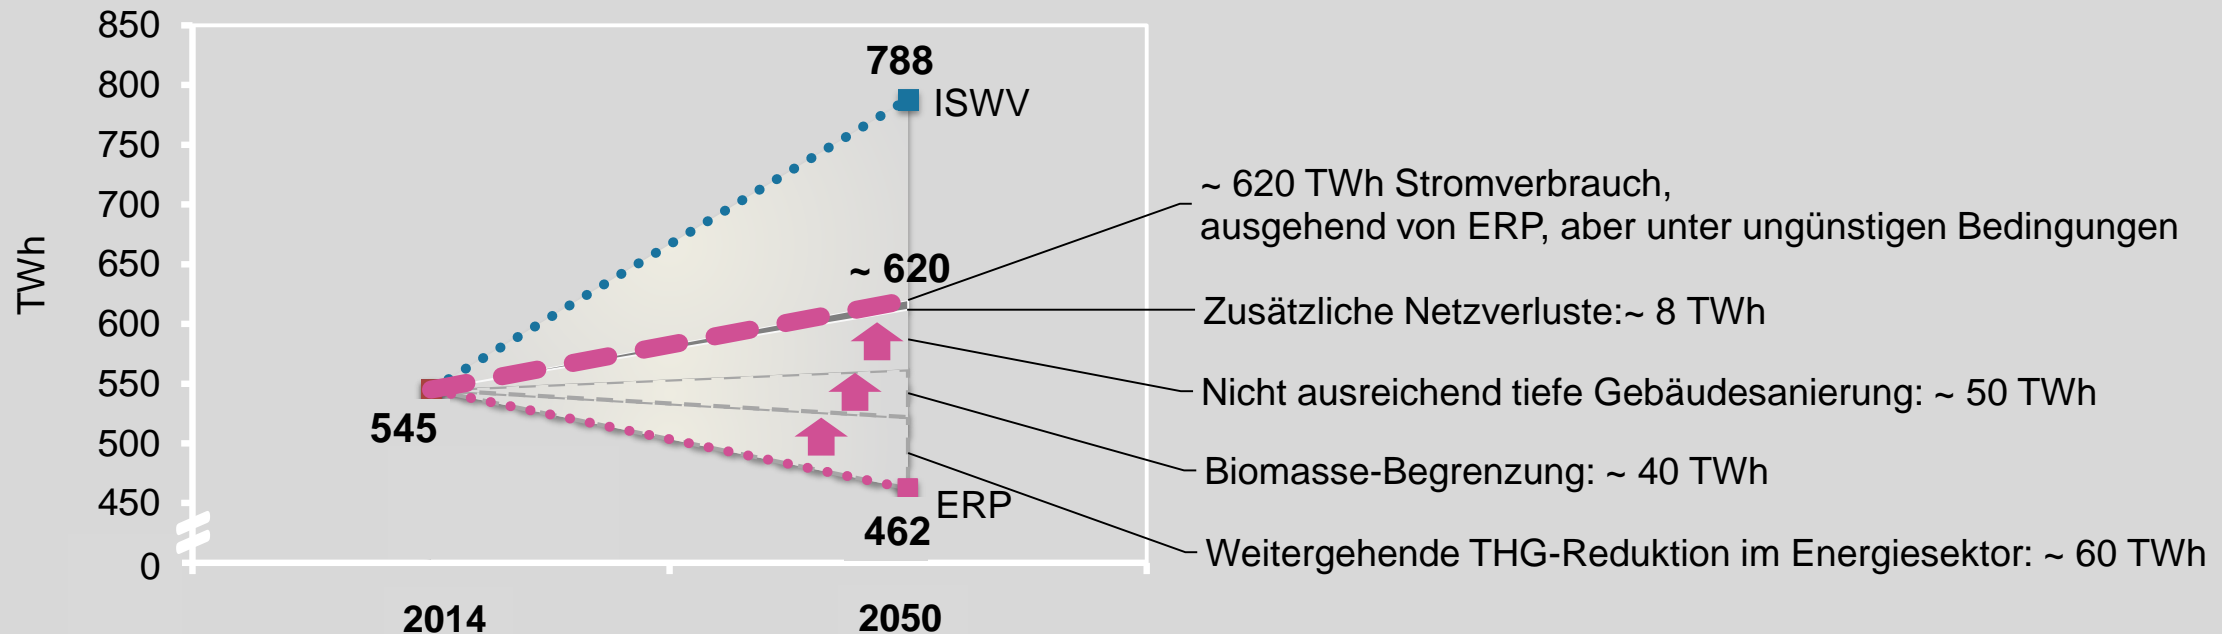 850
800
750
700
650
600
550
500
450
0
TWh
788
ISWV
~ 620
545
ERP
462
2014
2050
~ 620 TWh Stromverbrauch,
ausgehend von ERP, aber unter ungünstigen Bedingungen
Zusätzliche Netzverluste:~ 8 TWh
Nicht ausreichend tiefe Gebäudesanierung: ~ 50 TWh
Biomasse-Begrenzung: ~ 40 TWh
Weitergehende THG-Reduktion im Energiesektor: ~ 60 TWh